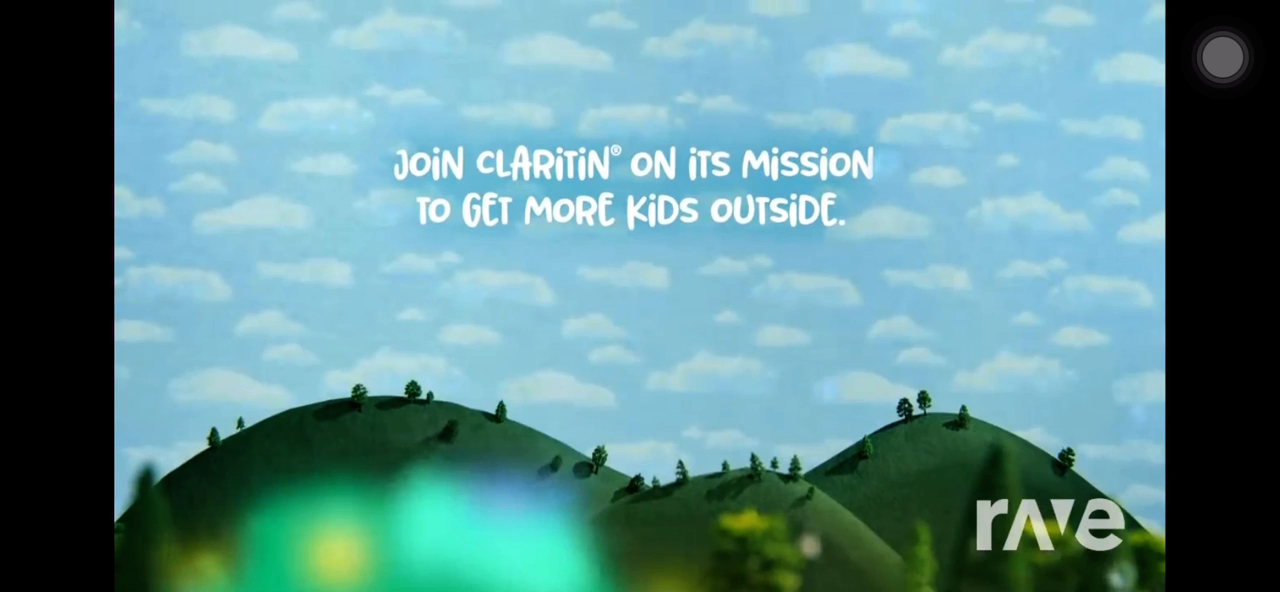 JOIN CLARITIN® ON ITS MISSION
TO GET MORE KIDS OUTSIDE.
rave